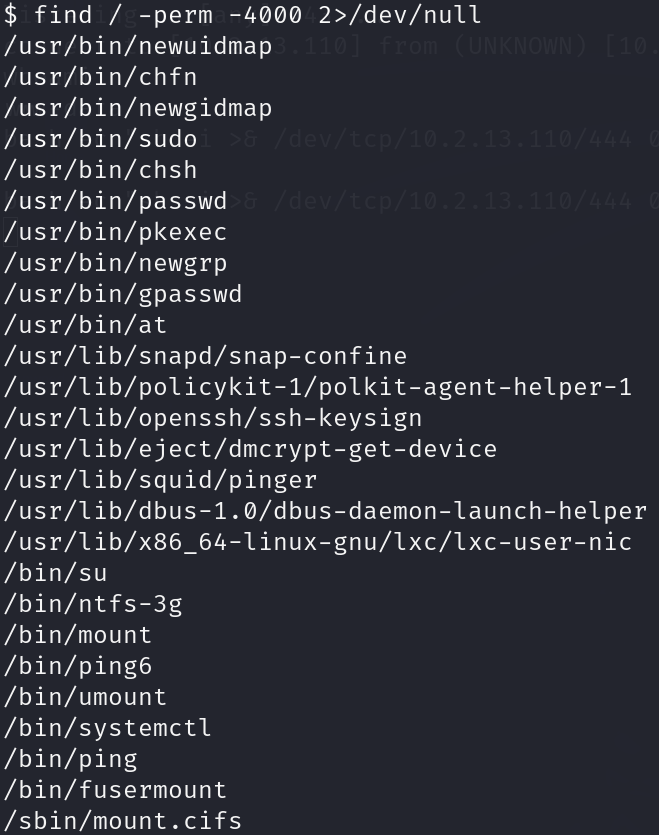 $ find / -perm -4000 2>/dev/null
/usr/bin/newuidmap
/usr/bin/chfn
/usr/bin/newgidmap
/usr/bin/sudo
/usr/bin/chsh
/usr/bin/passwd
/usr/bin/pkexec
/usr/bin/newgrp
/usr/bin/gpasswd
/usr/bin/at
/usr/lib/snapd/snap-confine
/usr/lib/policykit-1/polkit-agent-helper-1
/usr/lib/openssh/ssh-keysign
/usr/lib/eject/dmcrypt-get-device
/usr/lib/squid/pinger
/usr/lib/dbus-1.0/dbus-daemon-launch-helper
/usr/lib/x86_64-linux-gnu/lxc/lxc-user-nic
/bin/su
/bin/ntfs-3g
/bin/mount
/bin/ping6
/bin/umount
/bin/systemctl
/bin/ping
/bin/fusermount
/sbin/mount.cifs